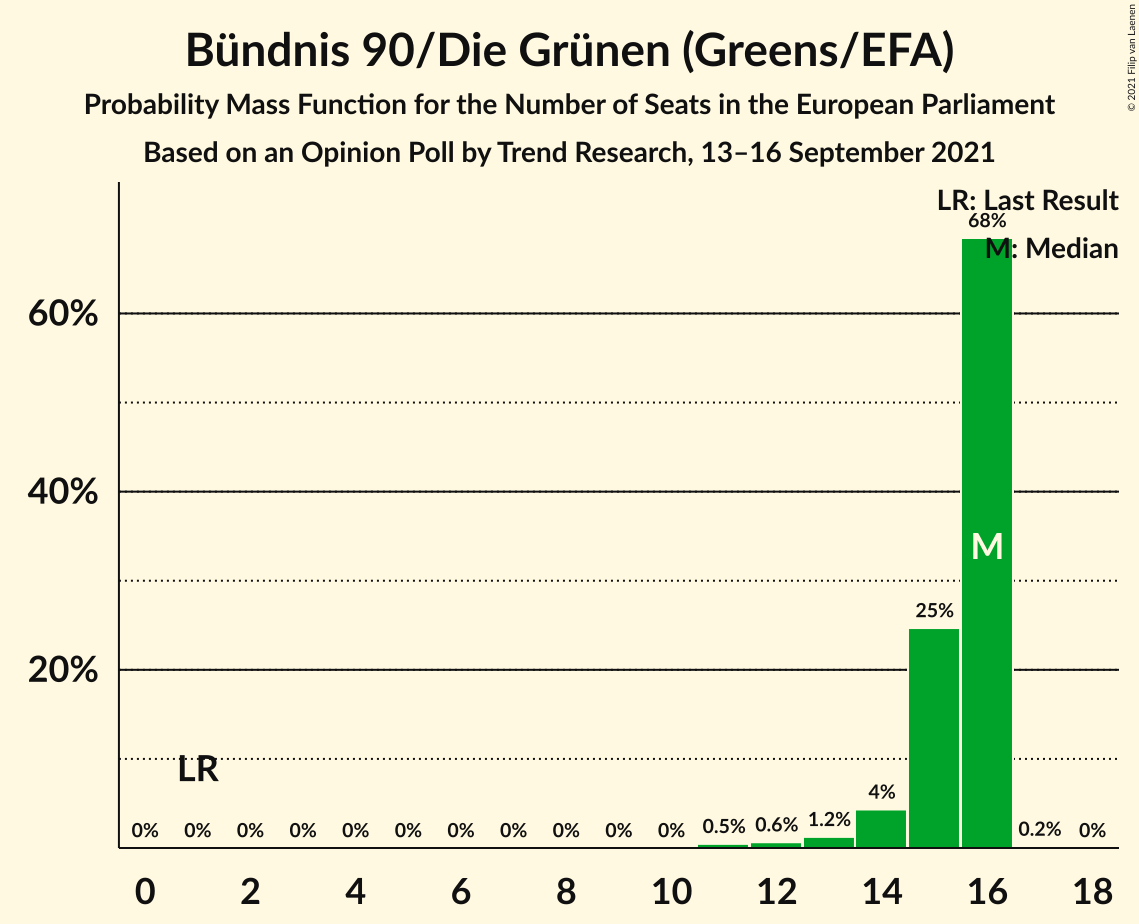 Bündnis 90/Die Grünen (Greens/EFA)
Probability Mass Function for the Number of Seats in the European Parliament
Based on an Opinion Poll by Trend Research, 13–16 September 2021
© 2021 Filip van Laenen
LR: Last Result
M: Median
68%
60%
40%
M
25%
20%
LR
4%
0% 0% 0% 0% 0% 0% 0% 0% 0% 0% 0% 0.5% 0.6% 1.2% 0.2% 0%
0 2 4 6 8 10 12 14 16 18